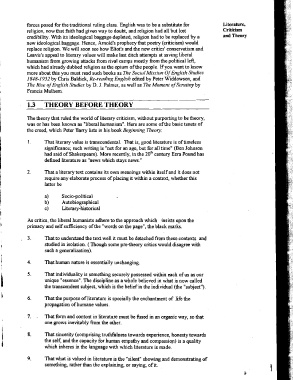 forces posed for the traditional ruling class. English was to be a substitute for
religion, now that faith had given way to doubt, and religion had all but lost
credibility. With its ideological baggage depleted, religion had to be replaced by a
new ideological baggage. Hence, Arnold's prophecy that poetry (criticism) would
replace religion. We will soon see how Eliot's and the new critics' conservatism and
Leavis's appeal to literary values will make last ditch attempts at saving liberal
humanism from growing attacks from rival camps mostly from the political left,
which had already dubbed religion as the opium of the people. If you want to know
more about this you must read such books as The Social Mission Of English Studies
1848-1932 by Chris Baldick, Re-reading English edited by Peter Widdowson, and
The Rise of English Studies by D. J. Palmer, as well as The Moment of Scrutiny by
Francis Mulhern.
Literature,
Criticism
and Theory
1.3 THEORY BEFORE THEORY
The theory that ruled the world of literary criticism, without purporting to be theory,
was or has been known as "liberal humanism". Here are some of the basic tenets of
the creed, which Peter Barry lists in his book Beginning Theory:
1. That literary value is transcendental. That is, good literature is of timeless
significance; such writing is "not for an age, but for all time" (Ben Jonson
had said of Shakespeare). More recently, in the 20th century Ezra Pound has
defined literature as "news which stays news."
2. That a literary text contains its own meanings within itself and it does not
require any elaborate process of placing it within a context, whether this
latter be
a) Socio-political
b) Autobiographical
c) Literary-historical
As critics, the liberal humanists adhere to the approach which insists upon the
primacy and self sufficiency of the "words on the page", the black marks.
3. That to understand the text well it must be detached from these contexts and
studied in isolation. (Though some pre-theory critics would disagree with
such a generalisation).
4. That human nature is essentially unchanging.
5. That individuality is something securely possessed within each of us as our
unique "essence". The discipline as a whole believed in what is now called
the transcendent subject, which is the belief in the individual (the "subject").
6. That the purpose of literature is specially the enchantment of life the
propagation of humane values.
7. That form and content in literature must be fused in an organic way, so that
one grows inevitably from the other.
8. That sincerity (comprising truthfulness towards experience, honesty towards
the self, and the capacity for human empathy and compassion) is a quality
which inheres in the language with which literature is made.
9. That what is valued in literature is the "silent" showing and demonstrating of
something, rather than the explaining, or saying, of it.